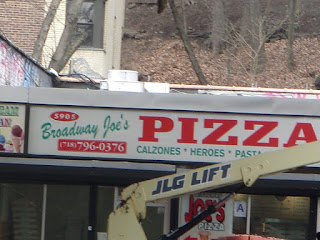 5985
Broadway Joe's
(718)796-0376
PIZZA
CALZONES * HEROES * PASTA
JLG LIFT
JOE'S
PIZZA
A